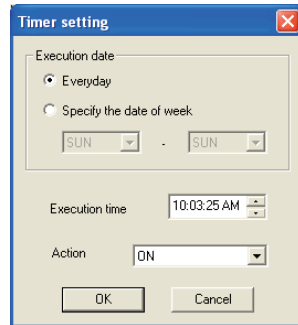 Timer setting
Execution date
Everyday
Specify the date of week
SUN - SUN
Execution time 10:03:25 AM
Action ON
OK Cancel